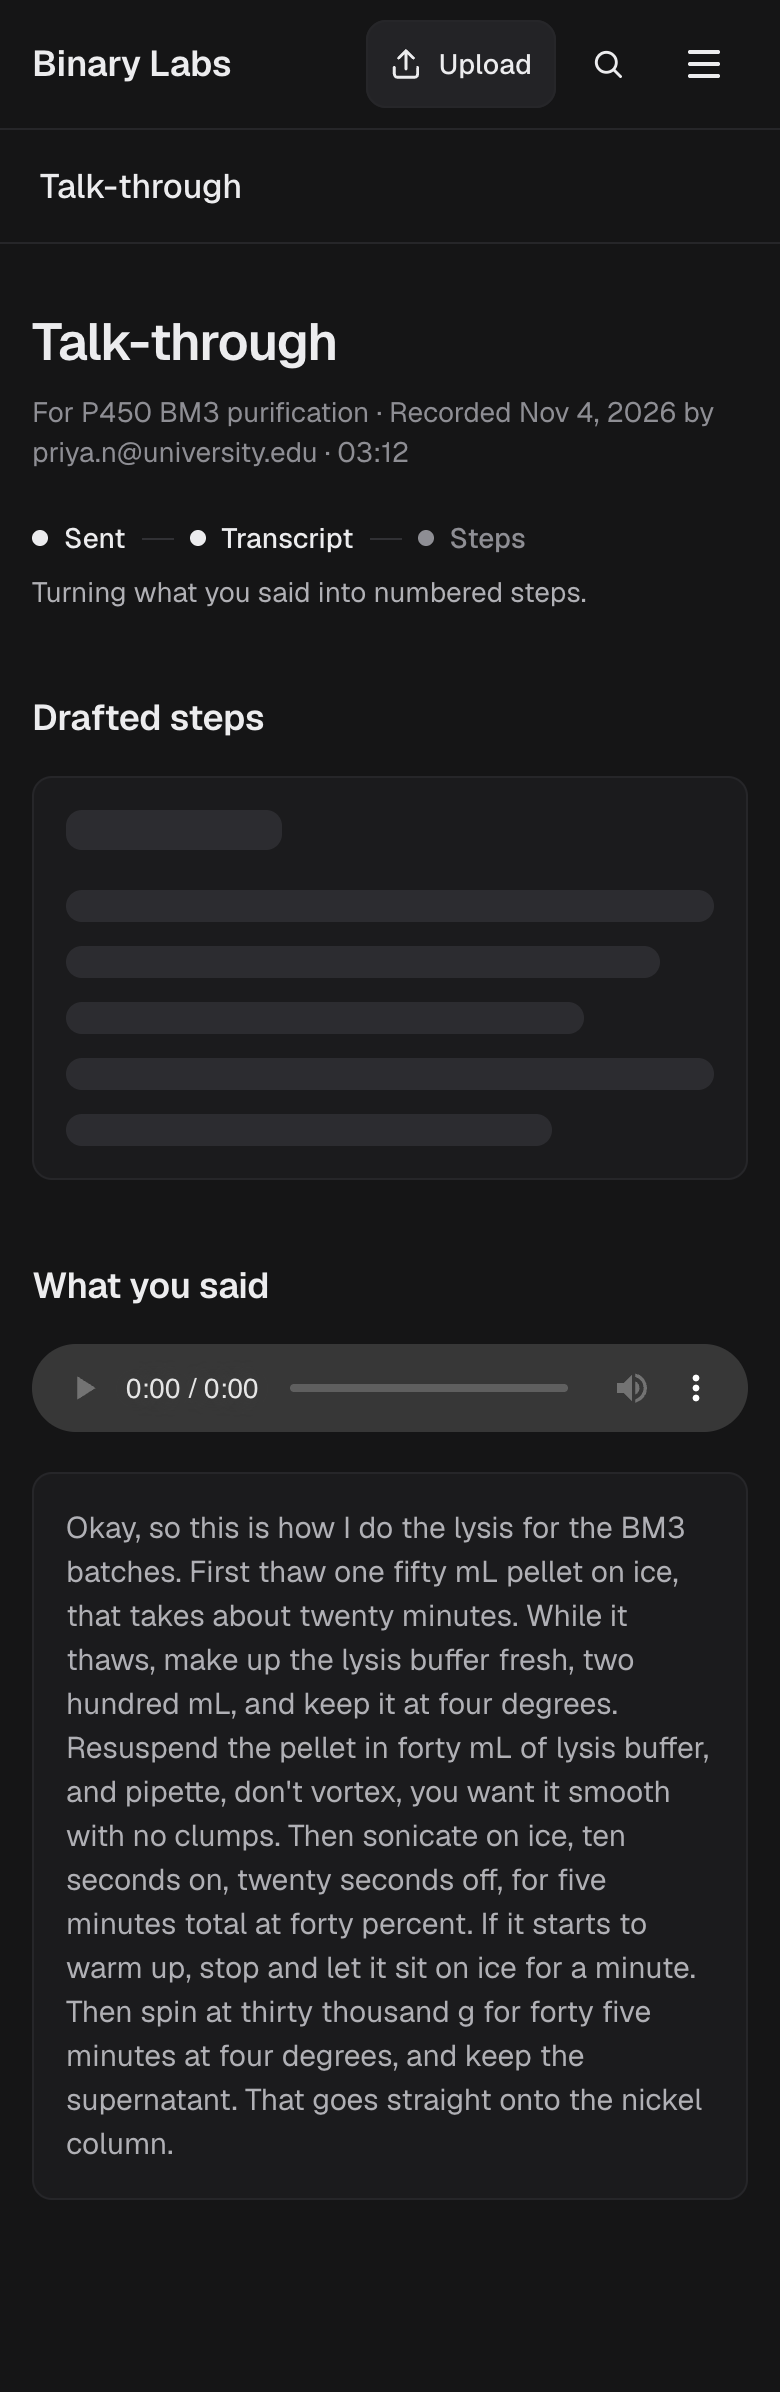 Binary Labs
Upload
Talk-through
Talk-through
For P450 BM3 purification · Recorded Nov 4, 2026 by
priya.n@university.edu · 03:12
Sent
Transcript
Steps
Turning what you said into numbered steps.
Drafted steps
What you said
0:00 / 0:00
Okay, so this is how I do the lysis for the BM3
batches. First thaw one fifty mL pellet on ice,
that takes about twenty minutes. While it
thaws, make up the lysis buffer fresh, two
hundred mL, and keep it at four degrees.
Resuspend the pellet in forty mL of lysis buffer,
and pipette, don't vortex, you want it smooth
with no clumps. Then sonicate on ice, ten
seconds on, twenty seconds off, for five
minutes total at forty percent. If it starts to
warm up, stop and let it sit on ice for a minute.
Then spin at thirty thousand g for forty five
minutes at four degrees, and keep the
supernatant. That goes straight onto the nickel
column.